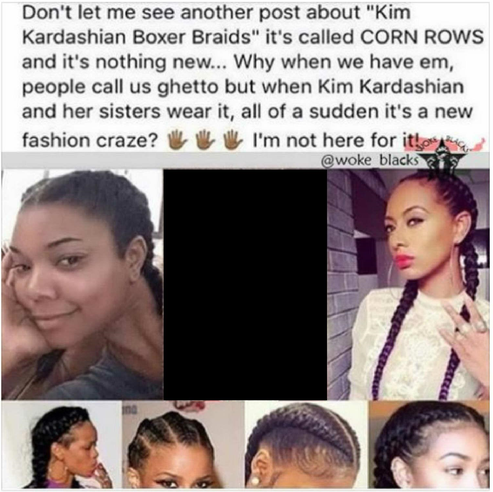 Don't let me see another post about "Kim
Kardashian Boxer Braids" it's called CORN ROWS
and it's nothing new... Why when we have em,
people call us ghetto but when Kim Kardashian
and her sisters wear it, all of a sudden it's a new
fashion craze? 🖐🏾🖐🏾🖐🏾 I'm not here for it!
WOKE BLACKS
@woke_blacks